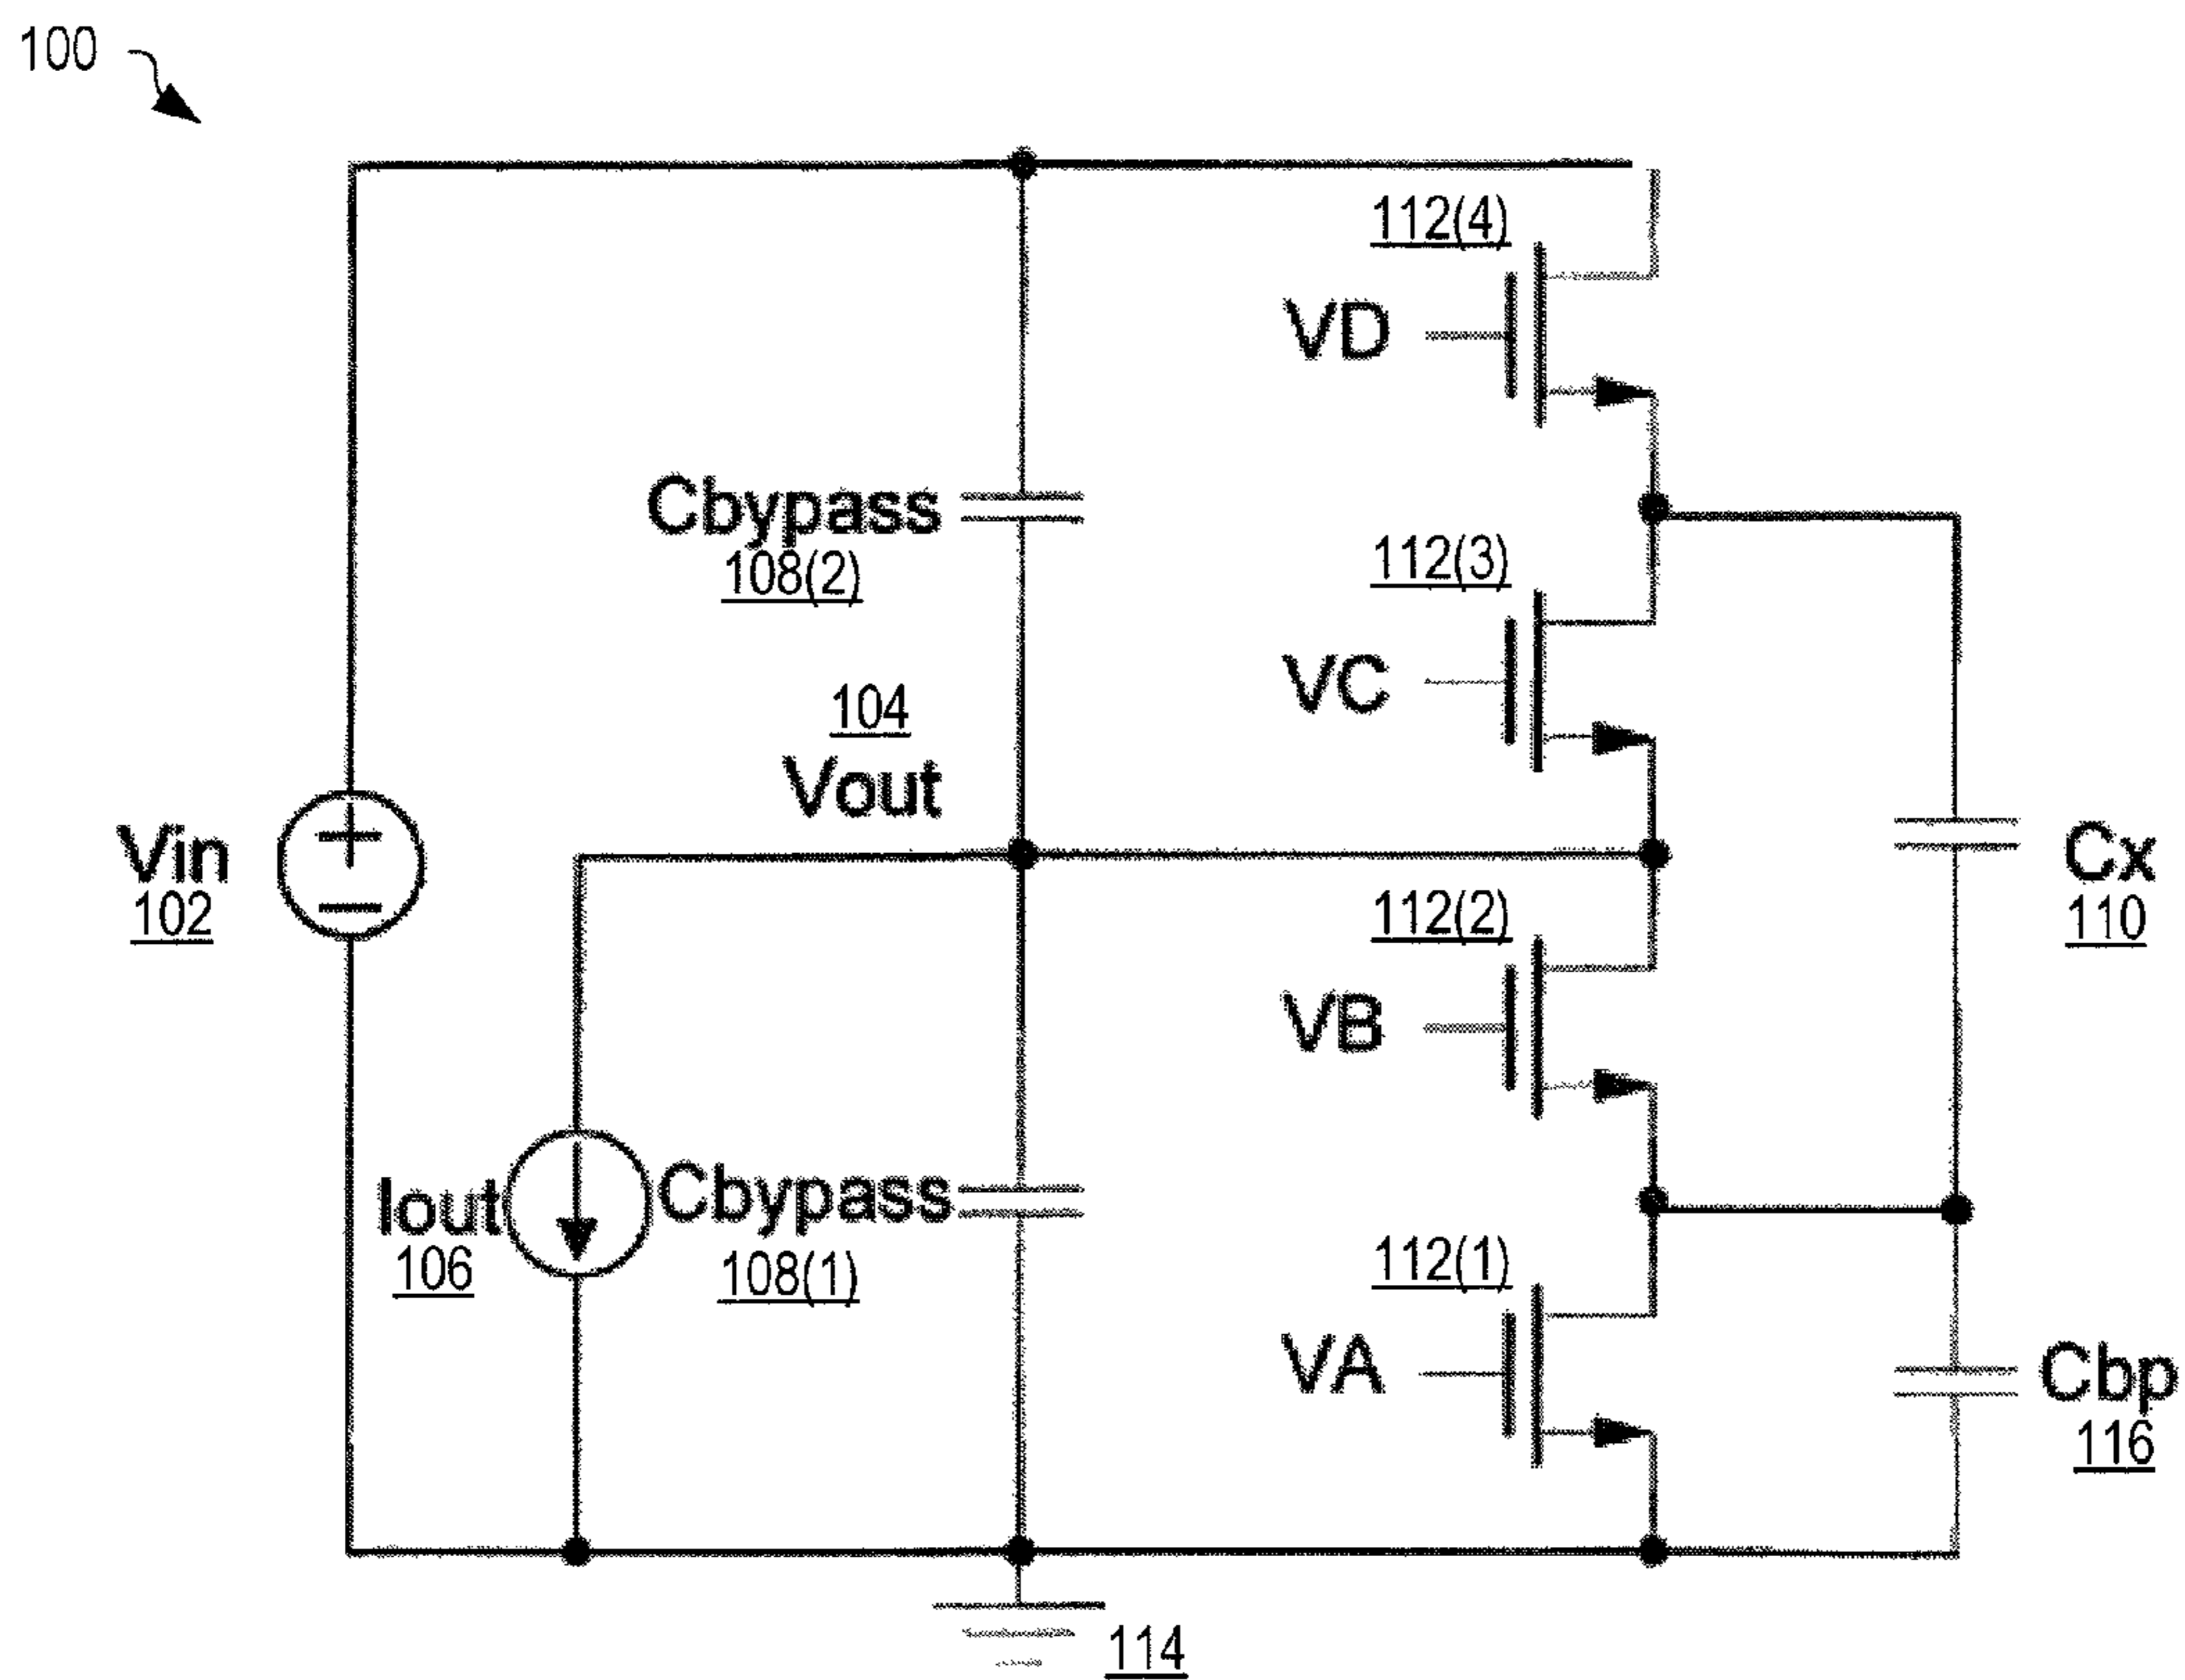 100
112(4)
VD
Cbypass
108(2)
112(3)
VC
104
Vout
Vin
102
Cx
110
112(2)
VB
Iout
106
Cbypass
108(1)
112(1)
VA
Cbp
116
114